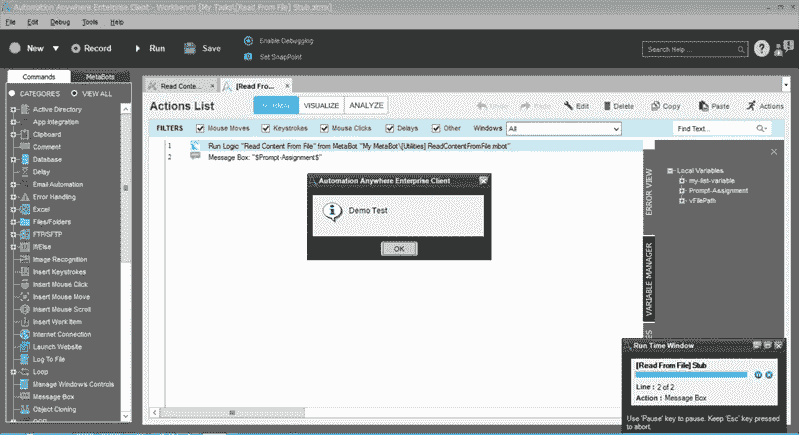 Automation Anywhere Enterprise Client - Workbench [My Tasks\[Read From File] Stub.atmx]
File Edit Debug Tools Help
New Record Run Save
Enable Debugging
Set SnapPoint
Search Help ...
Commands MetaBots
Read Conte... [Read Fro...
CATEGORIES VIEW ALL
Actions List VISUALIZE ANALYZE
Edit Delete Copy Paste Actions
FILTERS Mouse Moves Keystrokes Mouse Clicks Delays Other Windows All Find Text...
Active Directory
App Integration
Clipboard
Comment
Database
Delay
Email Automation
Error Handling
Excel
Files/Folders
FTP/SFTP
If/Else
Image Recognition
Insert Keystrokes
Insert Mouse Click
Insert Mouse Move
Insert Mouse Scroll
Insert Work Item
Internet Connection
Launch Website
Log To File
Loop
Manage Windows Controls
Message Box
Object Cloning
OCR
1 Run Logic "Read Content From File" from MetaBot "My MetaBot\[Utilities] ReadContentFromFile.mbot"
2 Message Box: "$Prompt-Assignment$"
Automation Anywhere Enterprise Client
Demo Test
OK
ERROR VIEW
VARIABLE MANAGER
Local Variables
my-list-variable
Prompt-Assignment
vFilePath
Run Time Window
[Read From File] Stub
Line : 2 of 2
Action : Message Box
Use 'Pause' key to pause. Keep 'Esc' key pressed
to abort.